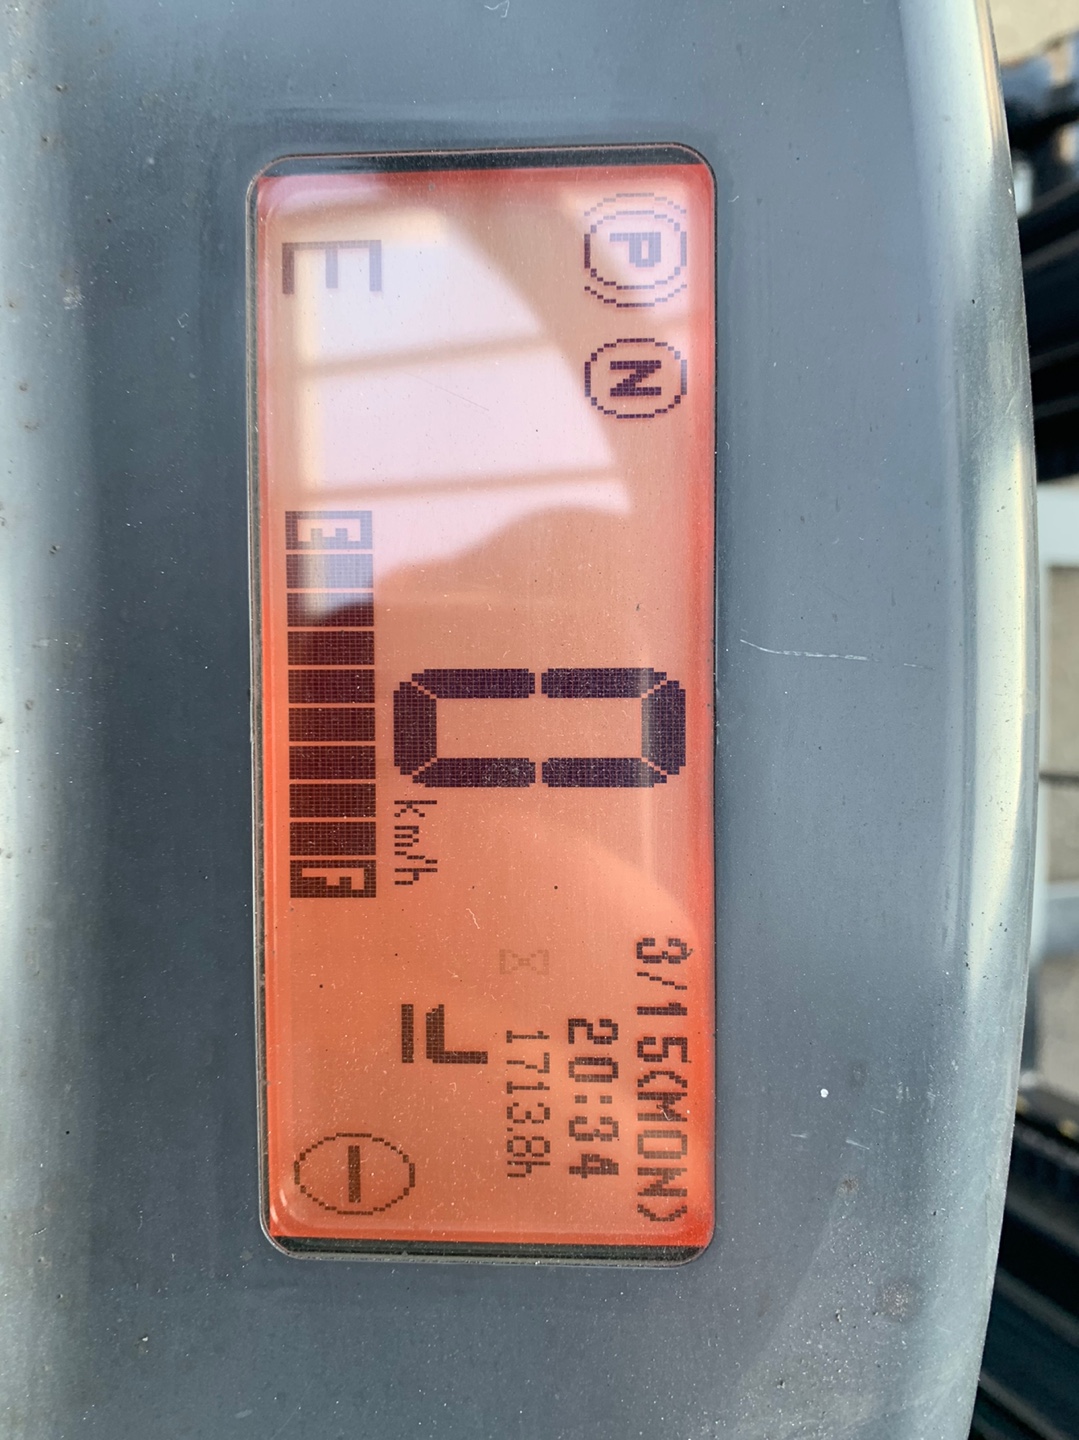 P N 3/15(MON)
20:34
1713.8h
0 km/h
E
E F